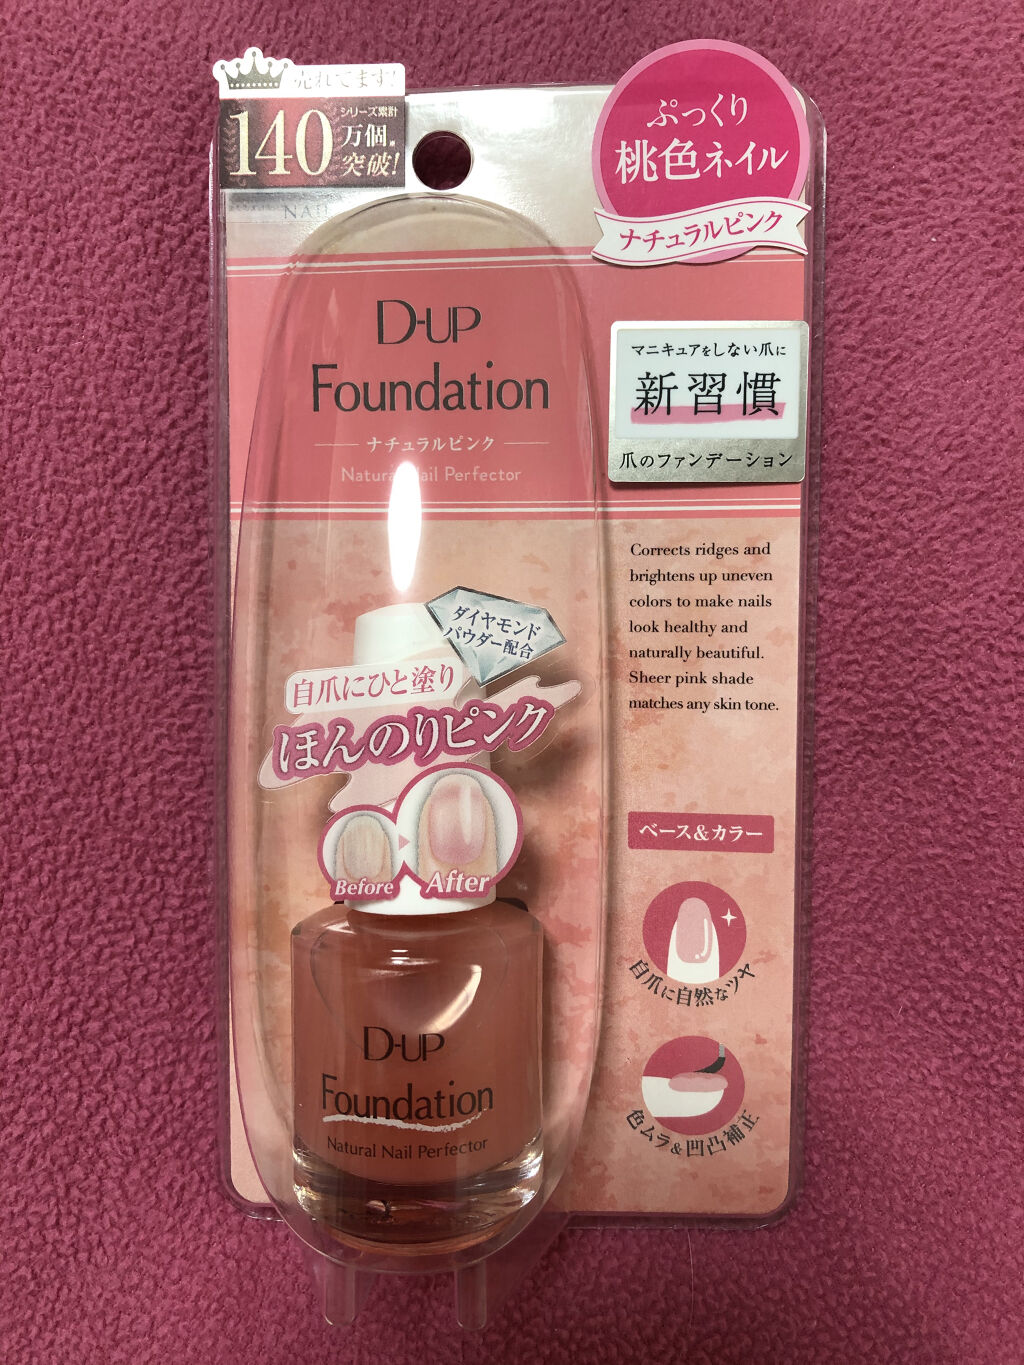 売れてます!
シリーズ累計
140万個※
突破!
ぷっくり
桃色ネイル
ナチュラルピンク
D-UP
Foundation
ナチュラルピンク
Natural Nail Perfector
マニキュアをしない爪に
新習慣
爪のファンデーション
Corrects ridges and
brightens up uneven
colors to make nails
look healthy and
naturally beautiful.
Sheer pink shade
matches any skin tone.
ダイヤモンド
パウダー配合
自爪にひと塗り
ほんのりピンク
Before
After
ベース&カラー
自爪に自然なツヤ
色ムラ&凹凸補正
D-UP
Foundation
Natural Nail Perfector